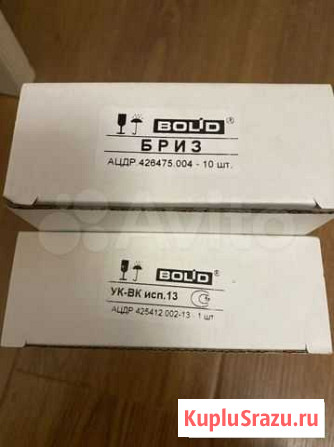 BOLID®
БРИЗ
АЦДР.426475.004 - 10 шт.
BOLID®
УК-ВК исп.13
АЦДР 425412.002-13 - 1 шт
Avito
KupluSrazu.ru